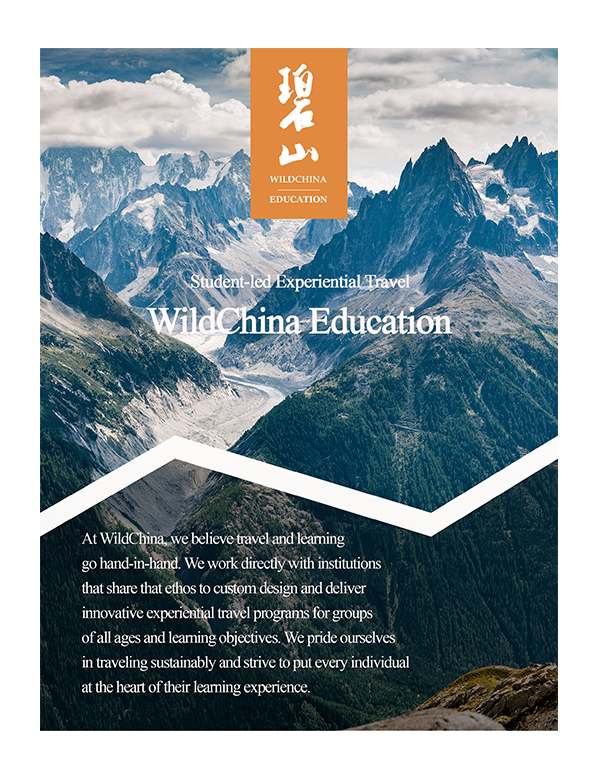 碧山
WILDCHINA
EDUCATION
Student-led Experiential Travel
WildChina Education
At WildChina, we believe travel and learning
go hand-in-hand. We work directly with institutions
that share that ethos to custom design and deliver
innovative experiential travel programs for groups
of all ages and learning objectives. We pride ourselves
in traveling sustainably and strive to put every individual
at the heart of their learning experience.